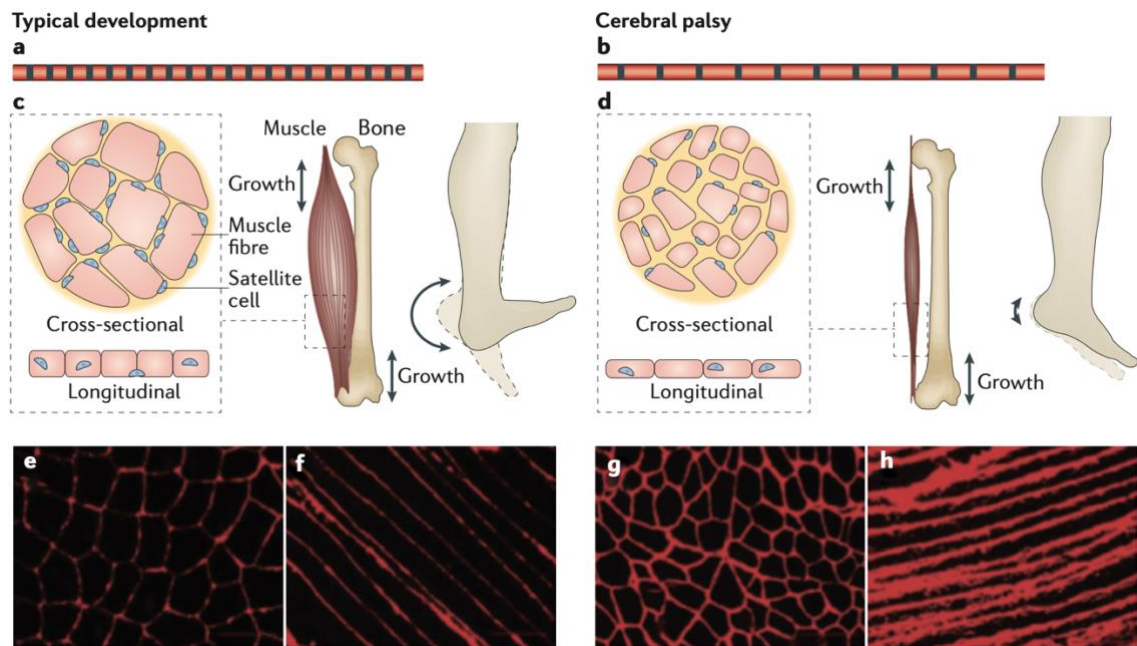 Typical development
a
Cerebral palsy
b
c
Muscle
Bone
Growth
Muscle
fibre
Satellite
cell
Cross-sectional
Growth
Longitudinal
d
Growth
Cross-sectional
Growth
Longitudinal
e
f
g
h